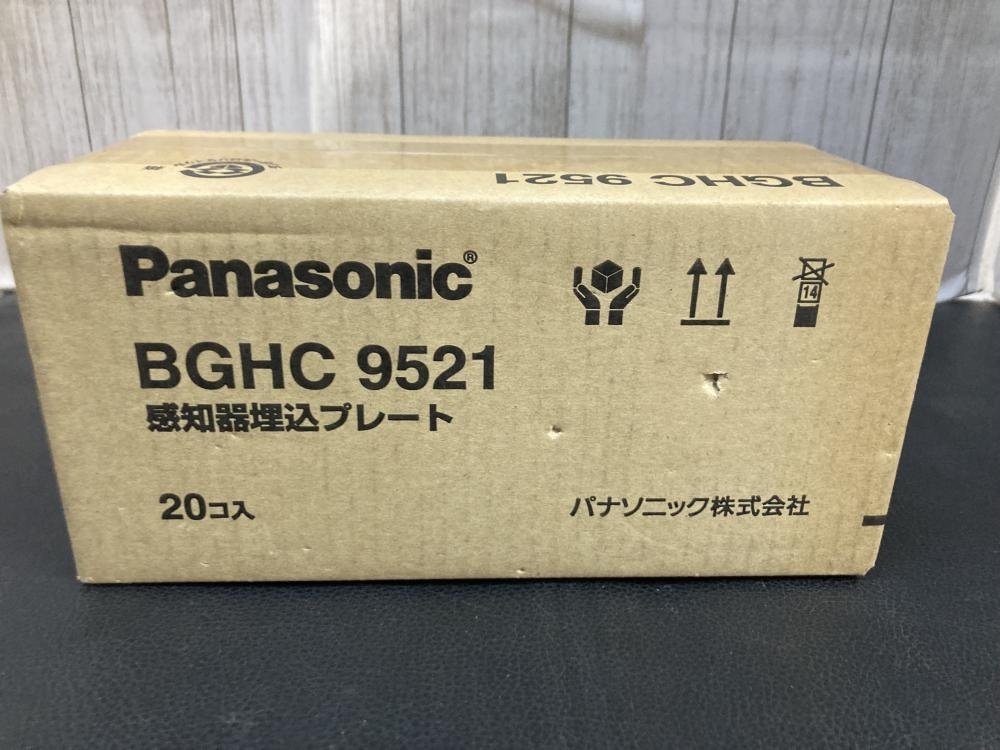 BGHC 9521
Panasonic®
14
BGHC 9521
感知器埋込プレート
20コ入
パナソニック株式会社